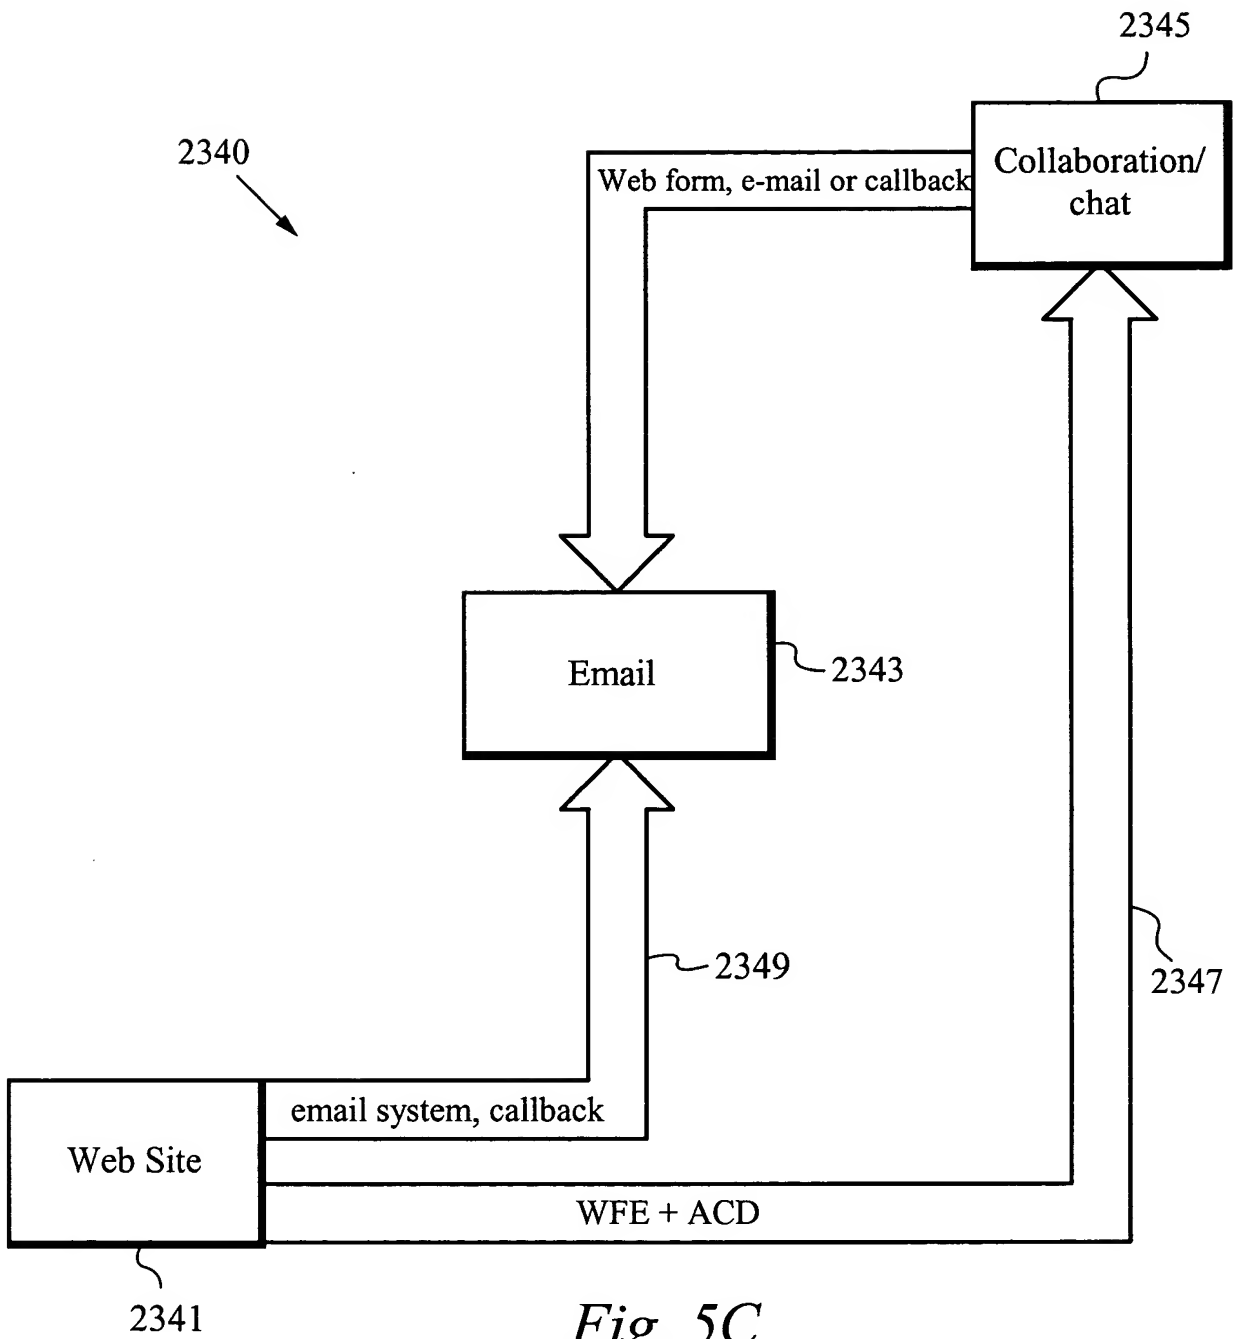 2345
2340
Collaboration/
chat
Web form, e-mail or callback
Email
2343
2349
2347
email system, callback
Web Site
WFE + ACD
2341
Fig. 5C